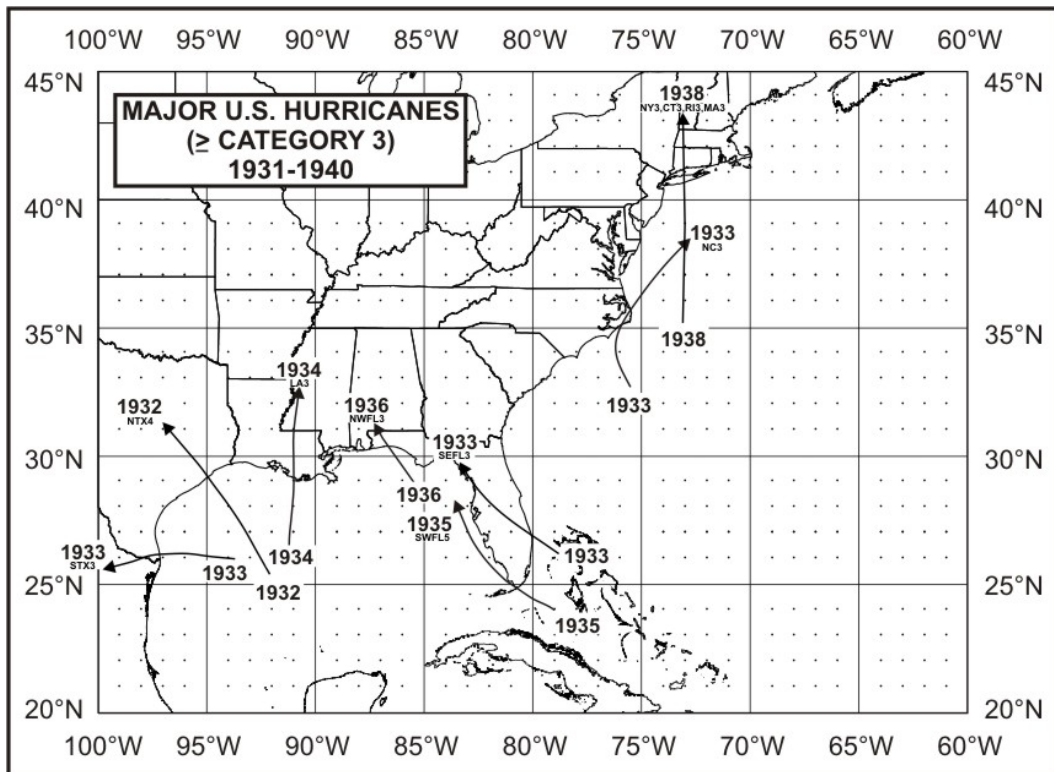 100°W 95°W 90°W 85°W 80°W 75°W 70°W 65°W 60°W
45°N 45°N
MAJOR U.S. HURRICANES
(≥ CATEGORY 3)
1931-1940
1938
NY3,CT3,RI3,MA3
40°N 40°N
1933
NC3
35°N 35°N
1938
1934
LA3
1932
NTX4
1936
NWFL3
1933
1933
SEFL3
30°N 30°N
1936
1935
SWFL5
1933
STX3
1933
1934
1933
1932
25°N 25°N
1935
20°N 20°N
100°W 95°W 90°W 85°W 80°W 75°W 70°W 65°W 60°W